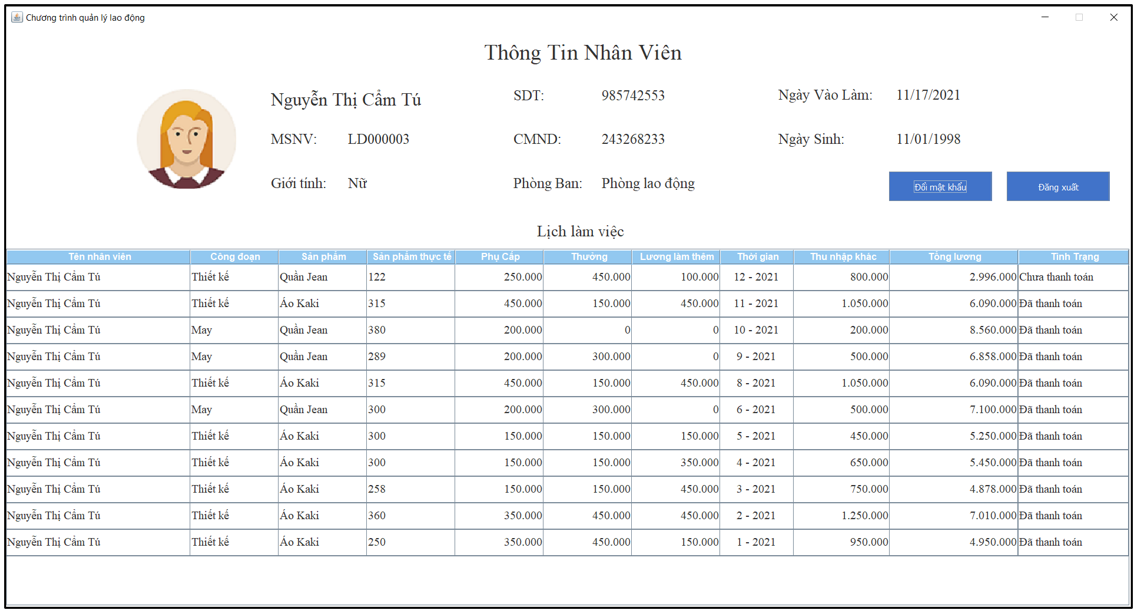 Chương trình quản lý lao động
Thông Tin Nhân Viên
Nguyễn Thị Cẩm Tú SDT: 985742553 Ngày Vào Làm: 11/17/2021
MSNV: LD000003 CMND: 243268233 Ngày Sinh: 11/01/1998
Giới tính: Nữ Phòng Ban: Phòng lao động Đổi mật khẩu Đăng xuất
Lịch làm việc
Tên nhân viên Công đoạn Sản phẩm Sản phẩm thực tế Phụ Cấp Thưởng Lương làm thêm Thời gian Thu nhập khác Tổng lương Tình Trạng
Nguyễn Thị Cẩm Tú Thiết kế Quần Jean 122 250.000 450.000 100.000 12 - 2021 800.000 2.996.000 Chưa thanh toán
Nguyễn Thị Cẩm Tú Thiết kế Áo Kaki 315 450.000 150.000 450.000 11 - 2021 1.050.000 6.090.000 Đã thanh toán
Nguyễn Thị Cẩm Tú May Quần Jean 380 200.000 0 0 10 - 2021 200.000 8.560.000 Đã thanh toán
Nguyễn Thị Cẩm Tú May Quần Jean 289 200.000 300.000 0 9 - 2021 500.000 6.858.000 Đã thanh toán
Nguyễn Thị Cẩm Tú Thiết kế Áo Kaki 315 450.000 150.000 450.000 8 - 2021 1.050.000 6.090.000 Đã thanh toán
Nguyễn Thị Cẩm Tú May Quần Jean 300 200.000 300.000 0 6 - 2021 500.000 7.100.000 Đã thanh toán
Nguyễn Thị Cẩm Tú Thiết kế Áo Kaki 300 150.000 150.000 150.000 5 - 2021 450.000 5.250.000 Đã thanh toán
Nguyễn Thị Cẩm Tú Thiết kế Áo Kaki 300 150.000 150.000 350.000 4 - 2021 650.000 5.450.000 Đã thanh toán
Nguyễn Thị Cẩm Tú Thiết kế Áo Kaki 258 150.000 150.000 450.000 3 - 2021 750.000 4.878.000 Đã thanh toán
Nguyễn Thị Cẩm Tú Thiết kế Áo Kaki 360 350.000 450.000 450.000 2 - 2021 1.250.000 7.010.000 Đã thanh toán
Nguyễn Thị Cẩm Tú Thiết kế Áo Kaki 250 350.000 450.000 150.000 1 - 2021 950.000 4.950.000 Đã thanh toán